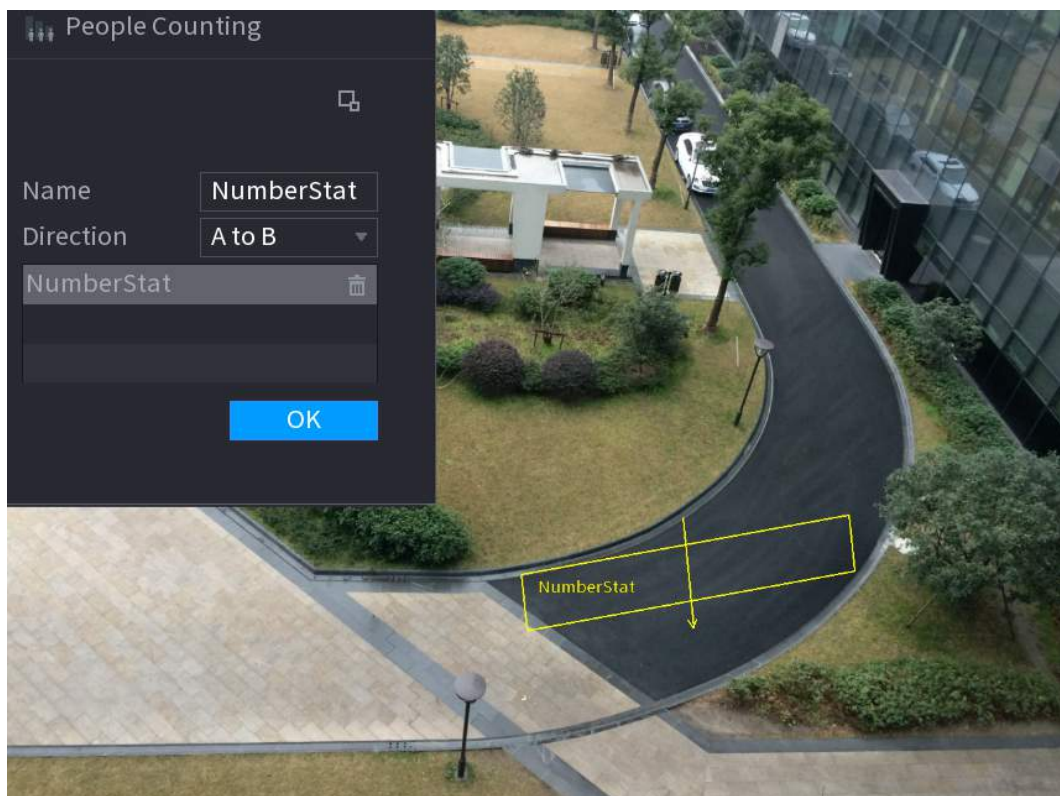 People Counting
Name NumberStat
Direction A to B
NumberStat
OK
NumberStat